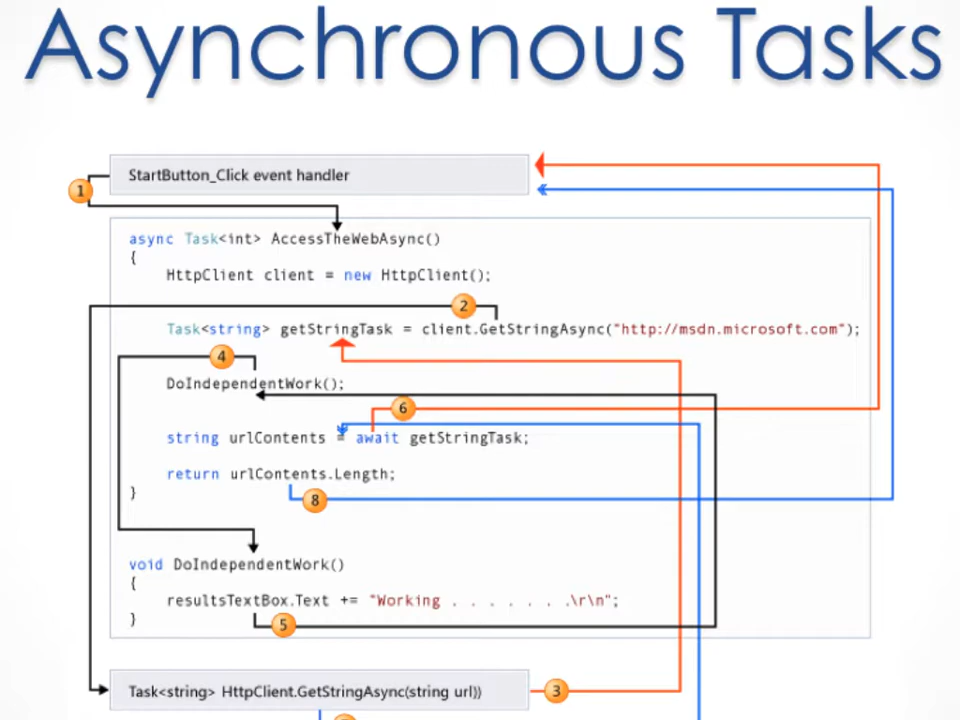 Asynchronous Tasks
StartButton_Click event handler
1
async Task<int> AccessTheWebAsync()
{
HttpClient client = new HttpClient();
2
Task<string> getStringTask = client.GetStringAsync("http://msdn.microsoft.com");
4
DoIndependentWork();
6
string urlContents = await getStringTask;
return urlContents.Length;
}
8
void DoIndependentWork()
{
resultsTextBox.Text += "Working . . . . . . .\r\n";
}
5
Task<string> HttpClient.GetStringAsync(string url))
3